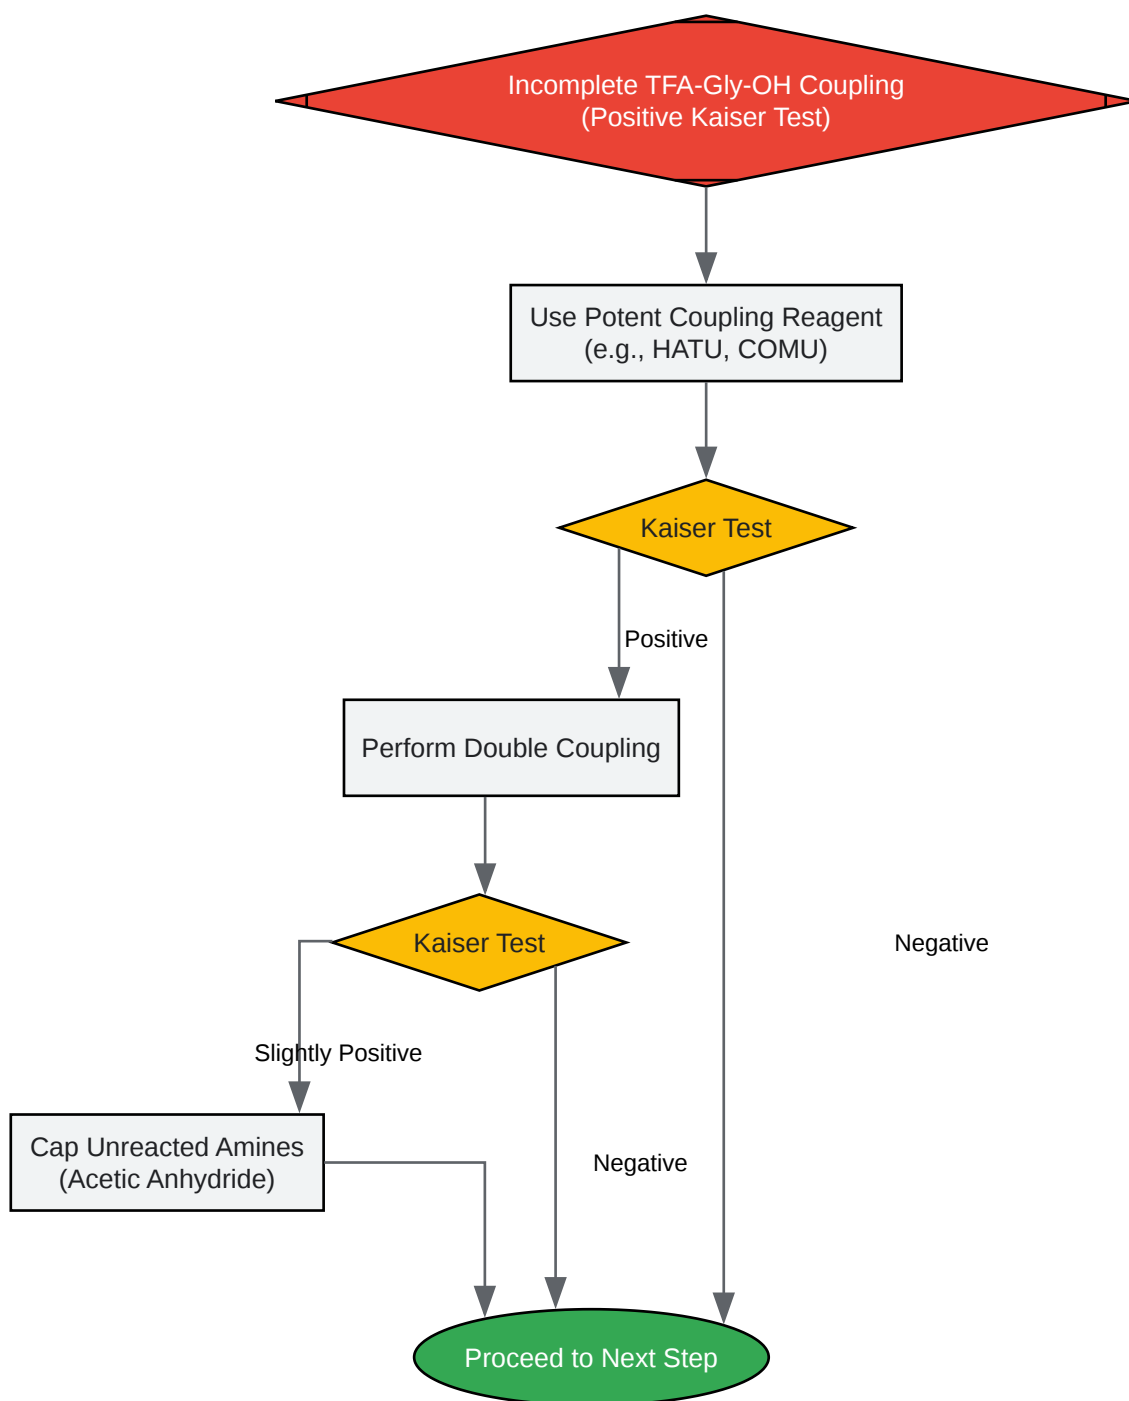 Incomplete TFA-Gly-OH Coupling
(Positive Kaiser Test)
Use Potent Coupling Reagent
(e.g., HATU, COMU)
Kaiser Test
Positive
Perform Double Coupling
Kaiser Test
Negative
Slightly Positive
Cap Unreacted Amines
(Acetic Anhydride)
Negative
Proceed to Next Step